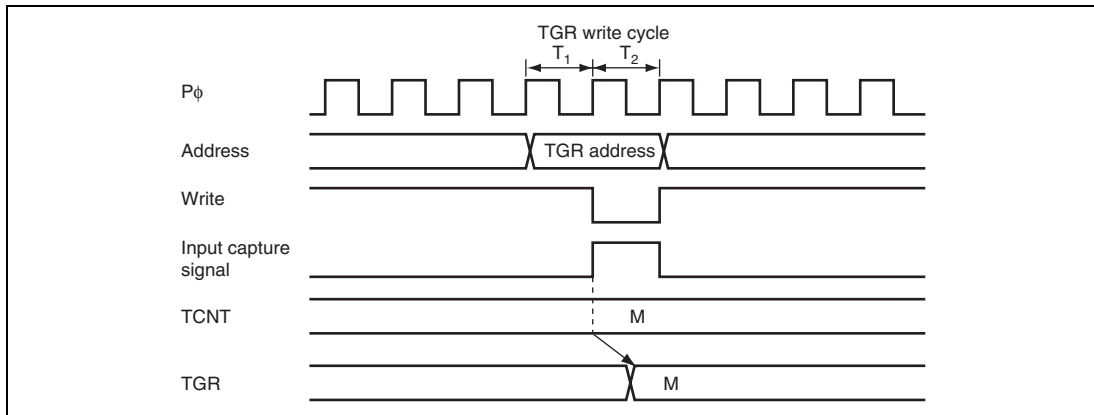 TGR write cycle
T1 T2
Pϕ
Address
TGR address
Write
Input capture
signal
TCNT
M
TGR
M